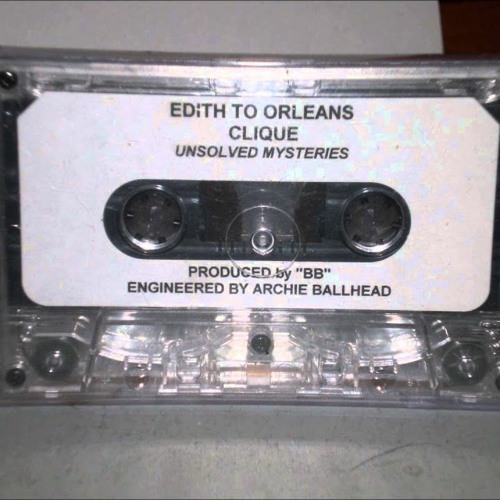 EDITH TO ORLEANS
CLIQUE
UNSOLVED MYSTERIES
PRODUCED by "BB"
ENGINEERED BY ARCHIE BALLHEAD